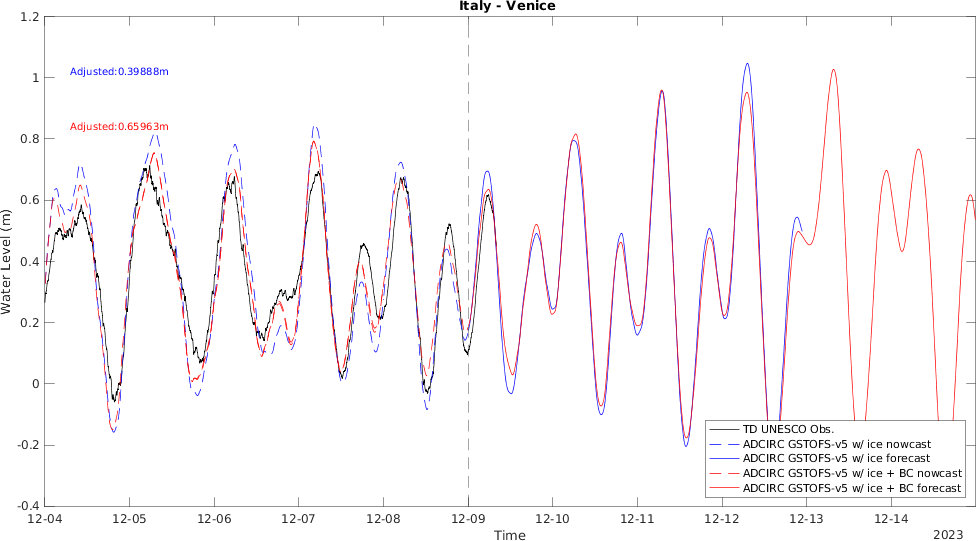 Italy - Venice
1.2
1
0.8
0.6
0.4
0.2
0
-0.2
-0.4
Water Level (m)
Adjusted:0.39888m
Adjusted:0.65963m
TD UNESCO Obs.
ADCIRC GSTOFS-v5 w/ ice nowcast
ADCIRC GSTOFS-v5 w/ ice forecast
ADCIRC GSTOFS-v5 w/ ice + BC nowcast
ADCIRC GSTOFS-v5 w/ ice + BC forecast
12-04 12-05 12-06 12-07 12-08 12-09 12-10 12-11 12-12 12-13 12-14
Time
2023